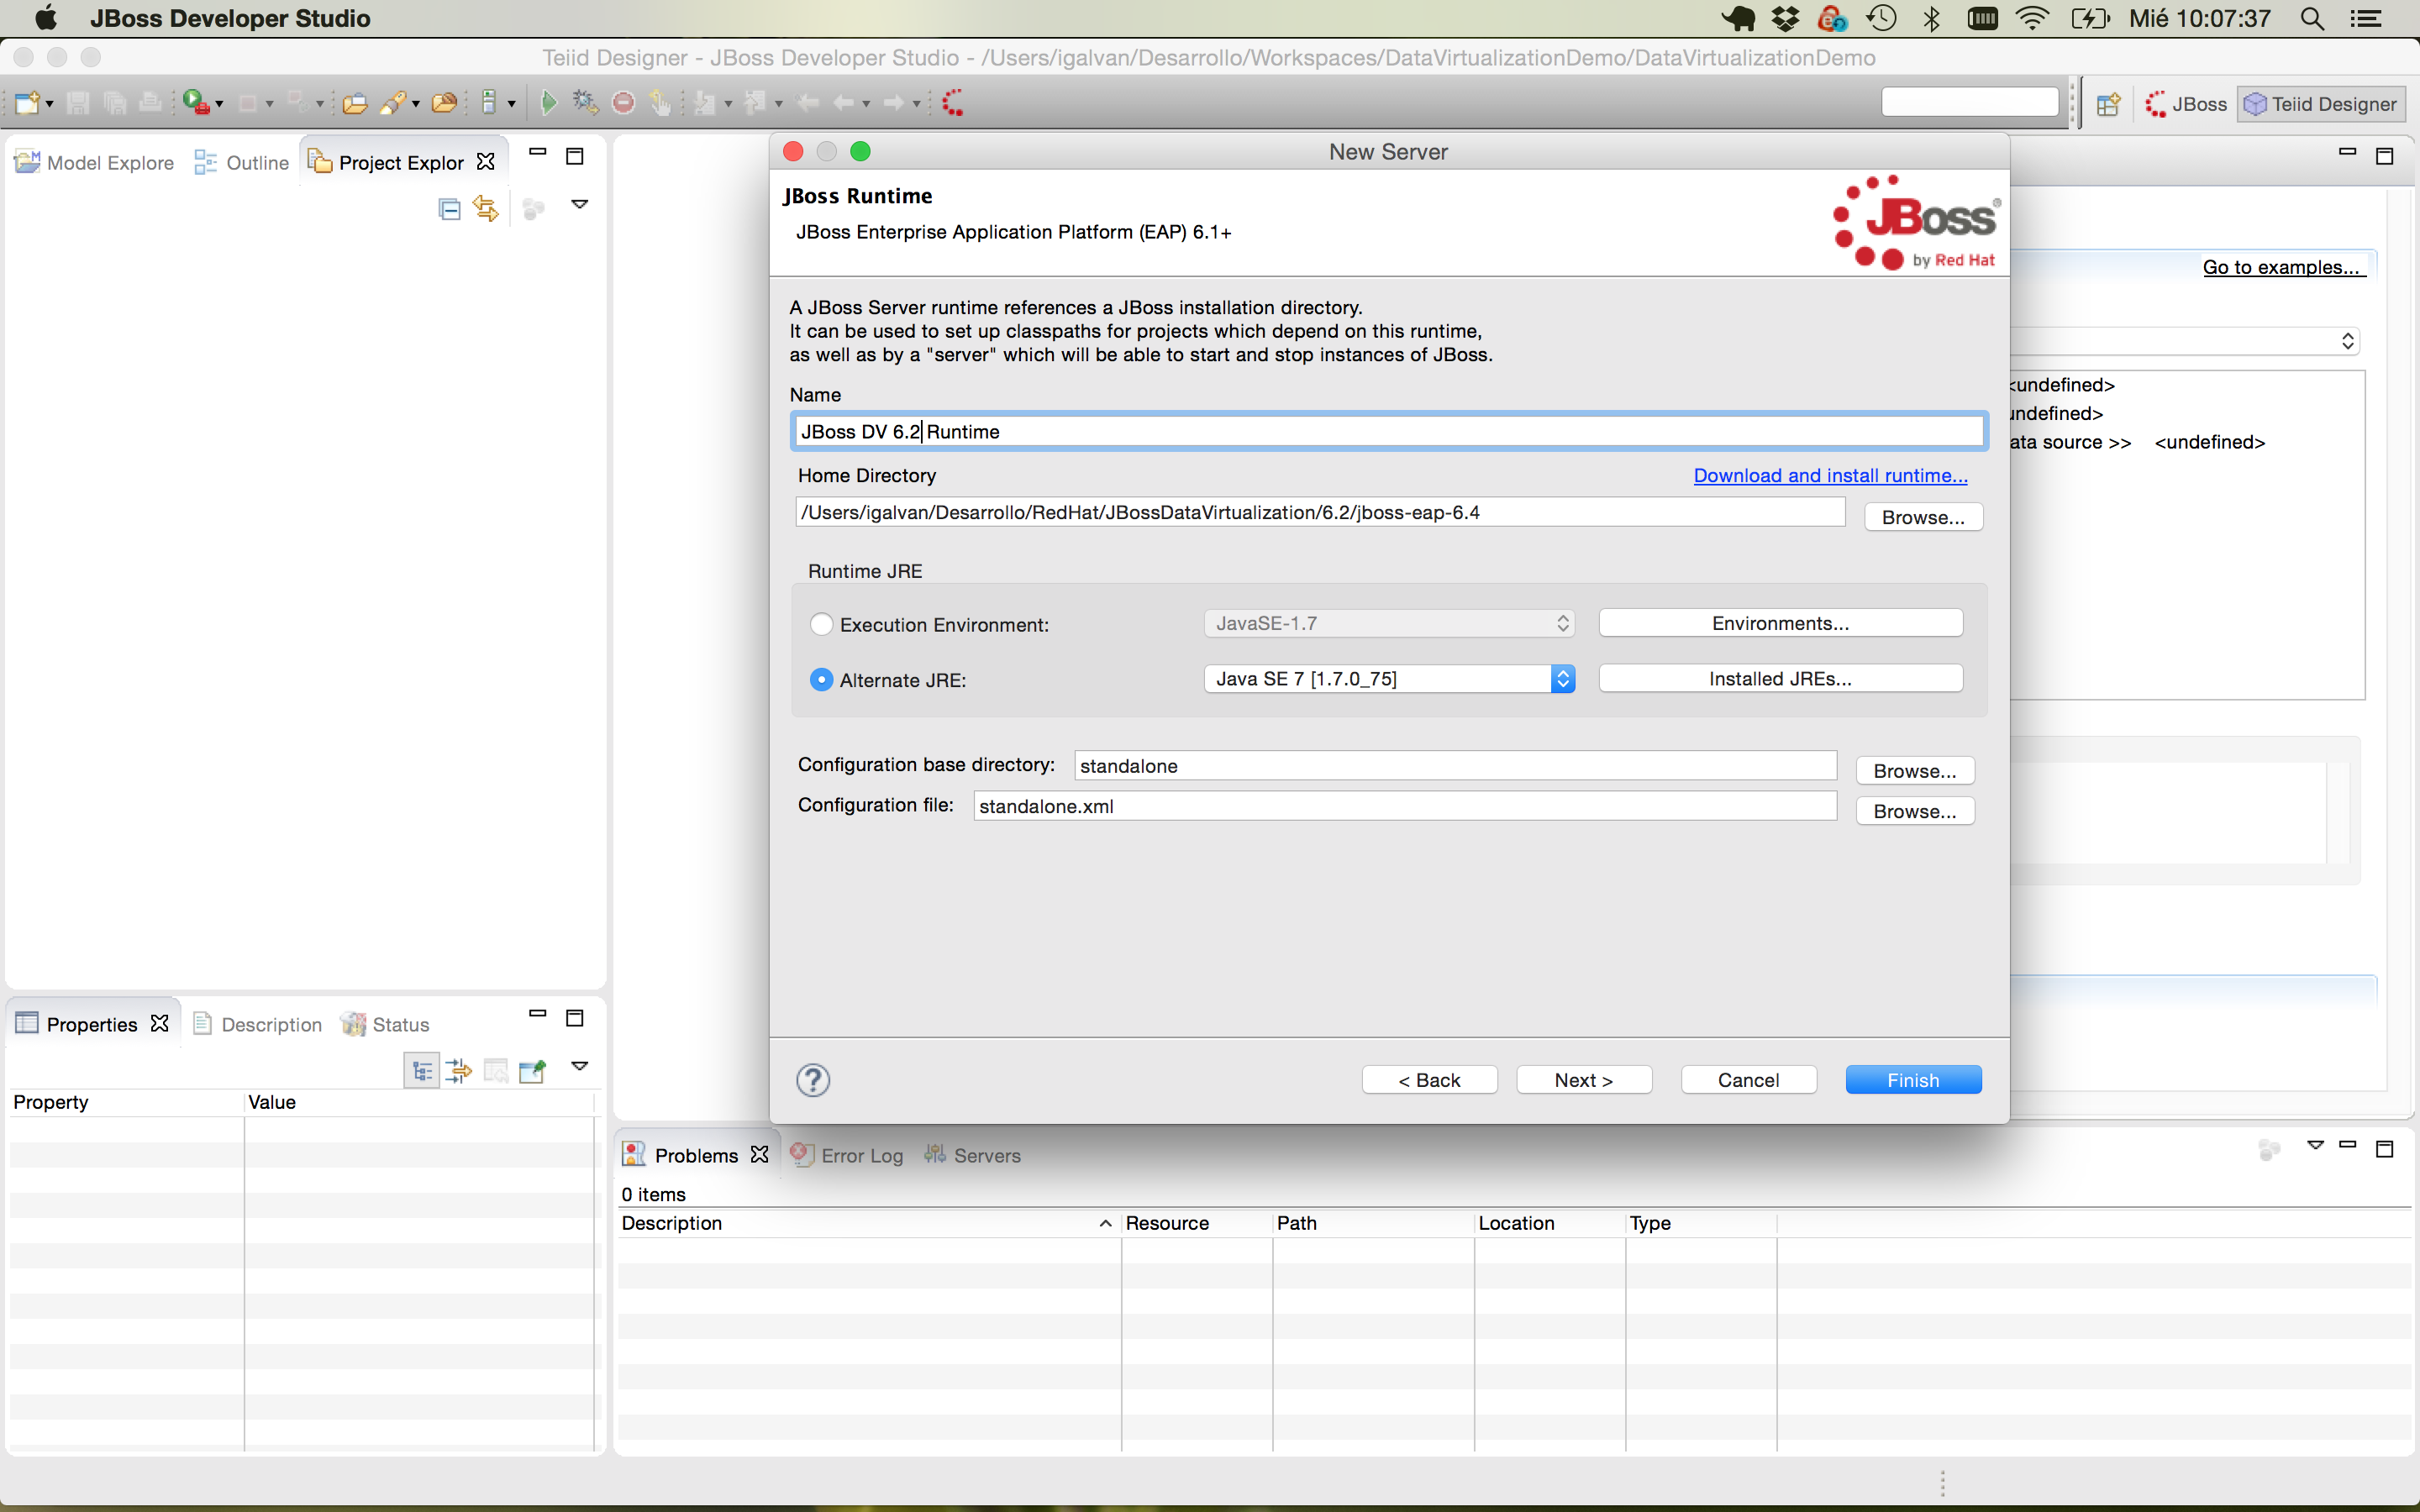 JBoss Developer Studio
Mié 10:07:37
Teiid Designer - JBoss Developer Studio - /Users/igalvan/Desarrollo/Workspaces/DataVirtualizationDemo/DataVirtualizationDemo
JBoss
Teiid Designer
Model Explore
Outline
Project Explor
New Server
JBoss Runtime
JBoss Enterprise Application Platform (EAP) 6.1+
JBoss®
by Red Hat
A JBoss Server runtime references a JBoss installation directory.
It can be used to set up classpaths for projects which depend on this runtime,
as well as by a "server" which will be able to start and stop instances of JBoss.
Name
JBoss DV 6.2 Runtime
Home Directory
Download and install runtime...
/Users/igalvan/Desarrollo/RedHat/JBossDataVirtualization/6.2/jboss-eap-6.4
Browse...
Runtime JRE
Execution Environment:
JavaSE-1.7
Environments...
Alternate JRE:
Java SE 7 [1.7.0_75]
Installed JREs...
Configuration base directory:
standalone
Browse...
Configuration file:
standalone.xml
Browse...
< Back
Next >
Cancel
Finish
Go to examples...
<undefined>
undefined>
ata source >> <undefined>
Properties
Description
Status
Property
Value
Problems
Error Log
Servers
0 items
Description
Resource
Path
Location
Type